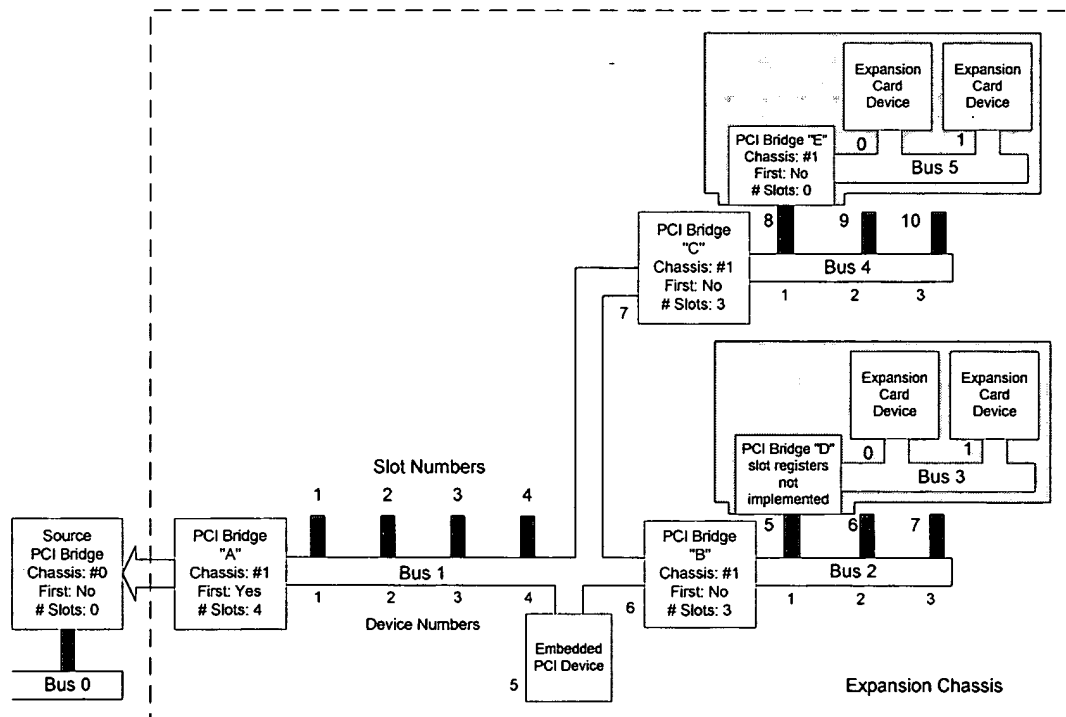 Expansion
Card
Device
Expansion
Card
Device
PCI Bridge "E"
Chassis: #1
First: No
# Slots: 0
0
1
Bus 5
PCI Bridge
"C"
Chassis: #1
First: No
# Slots: 3
7
8
9
10
Bus 4
1
2
3
Expansion
Card
Device
Expansion
Card
Device
PCI Bridge "D"
slot registers
not
implemented
0
1
Bus 3
Slot Numbers
1
2
3
4
Source
PCI Bridge
Chassis: #0
First: No
# Slots: 0
Bus 0
PCI Bridge
"A"
Chassis: #1
First: Yes
# Slots: 4
Bus 1
1
2
3
4
Device Numbers
5
Embedded
PCI Device
6
PCI Bridge
"B"
Chassis: #1
First: No
# Slots: 3
5
6
7
Bus 2
1
2
3
Expansion Chassis